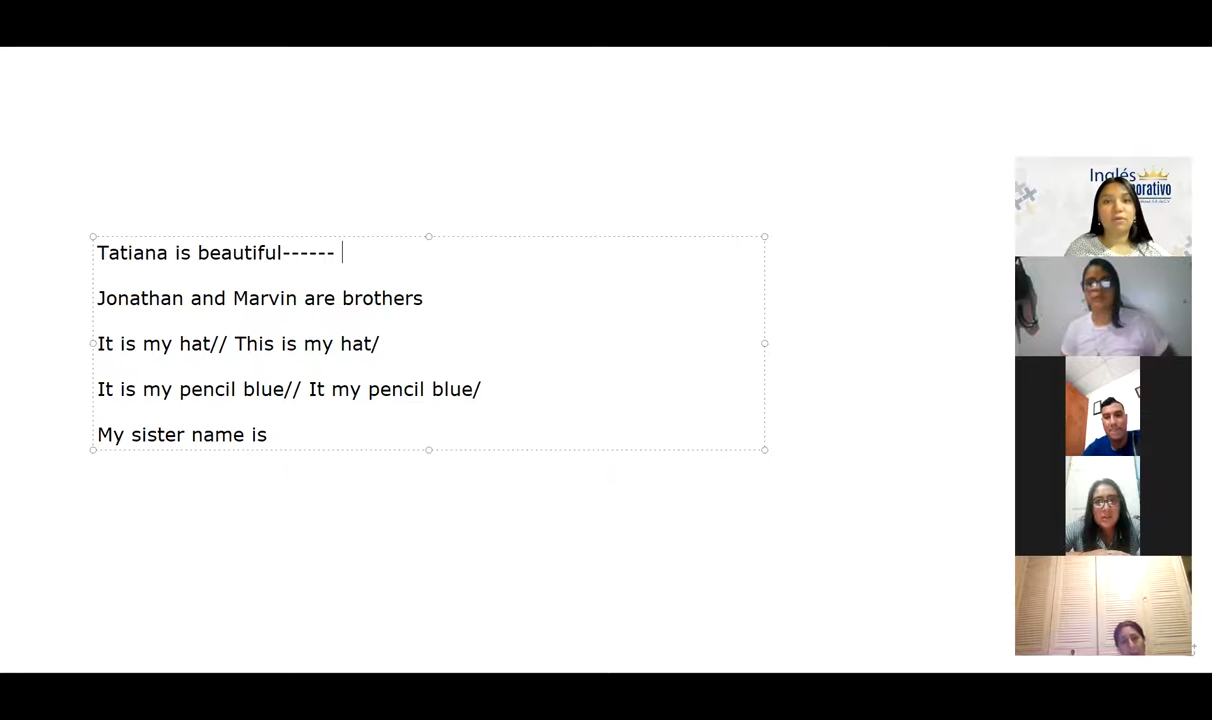 Tatiana is beautiful------
Jonathan and Marvin are brothers
It is my hat// This is my hat/
It is my pencil blue// It my pencil blue/
My sister name is
Inglés
orativo